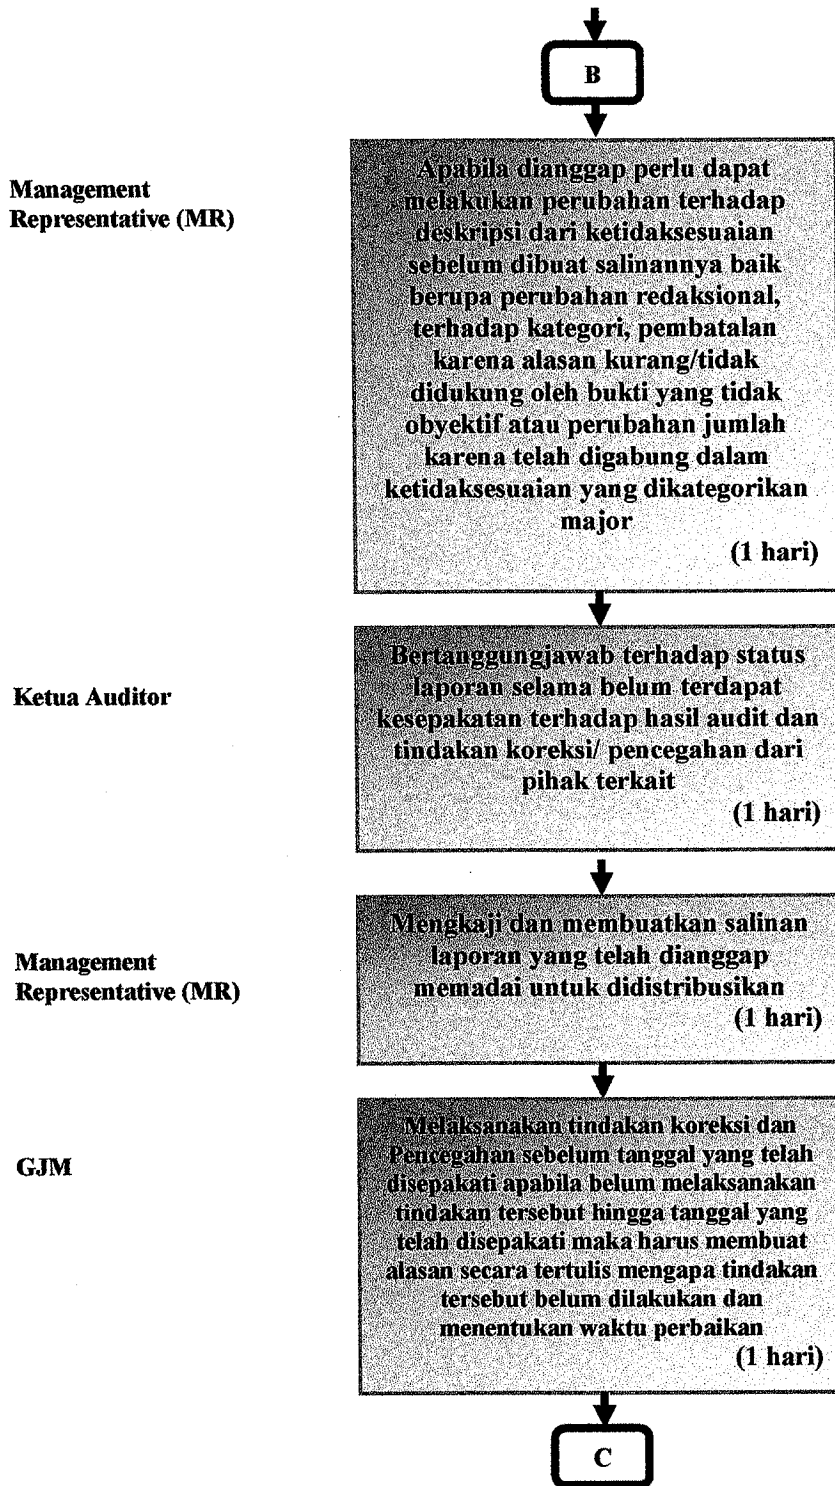 B
Management
Representative (MR)
Apabila dianggap perlu dapat
melakukan perubahan terhadap
deskripsi dari ketidaksesuaian
sebelum dibuat salinannya baik
berupa perubahan redaksional,
terhadap kategori, pembatalan
karena alasan kurang/tidak
didukung oleh bukti yang tidak
obyektif atau perubahan jumlah
karena telah digabung dalam
ketidaksesuaian yang dikategorikan
major
(1 hari)
Ketua Auditor
Bertanggungjawab terhadap status
laporan selama belum terdapat
kesepakatan terhadap hasil audit dan
tindakan koreksi/ pencegahan dari
pihak terkait
(1 hari)
Management
Representative (MR)
Mengkaji dan membuatkan salinan
laporan yang telah dianggap
memadai untuk didistribusikan
(1 hari)
GJM
Melaksanakan tindakan koreksi dan
Pencegahan sebelum tanggal yang telah
disepakati apabila belum melaksanakan
tindakan tersebut hingga tanggal yang
telah disepakati maka harus membuat
alasan secara tertulis mengapa tindakan
tersebut belum dilakukan dan
menentukan waktu perbaikan
(1 hari)
C